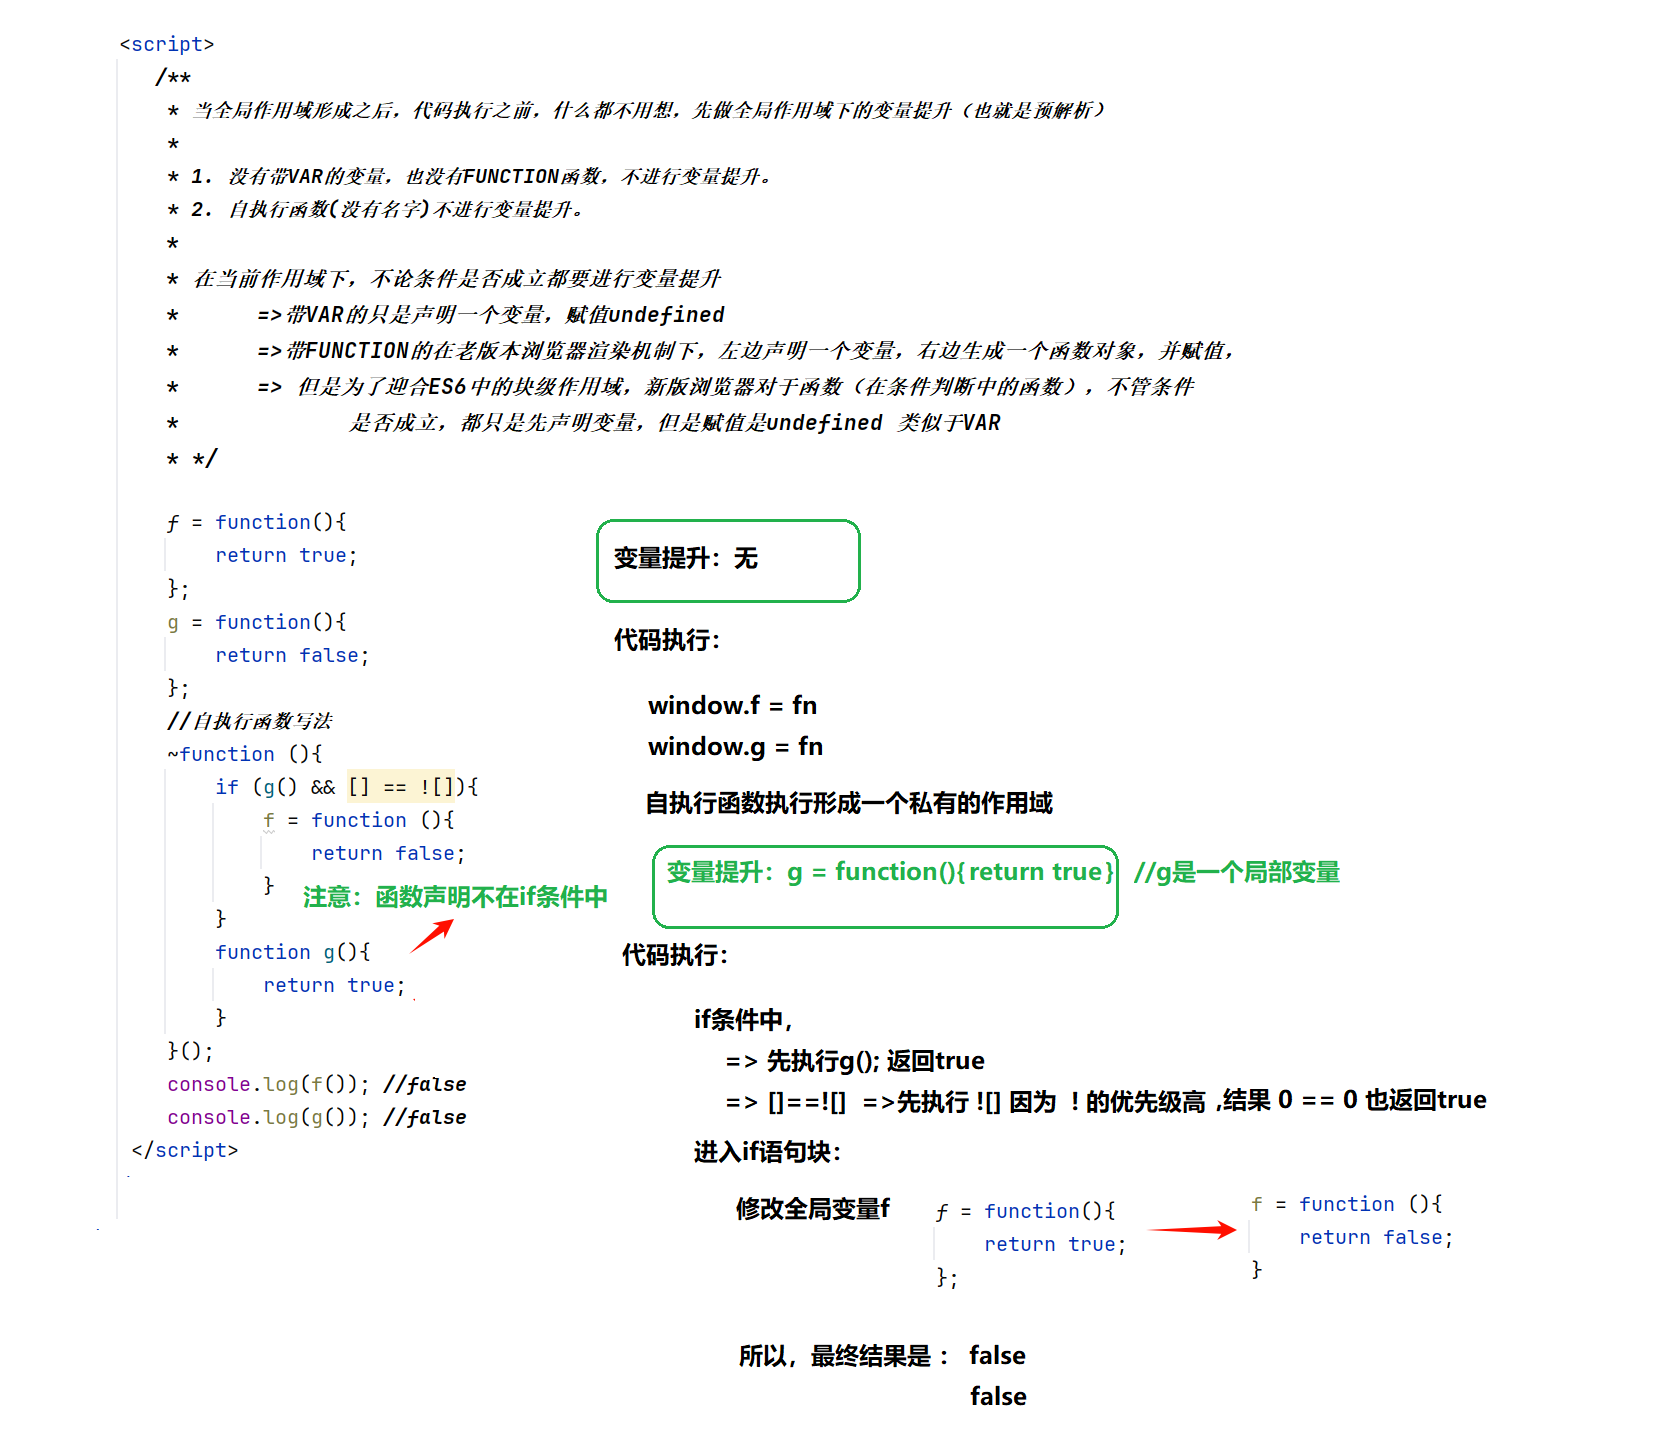 <script>
/**
* 当全局作用域形成之后，代码执行之前，什么都不用想，先做全局作用域下的变量提升（也就是预解析）
*
* 1. 没有带VAR的变量，也没有FUNCTION函数，不进行变量提升。
* 2. 自执行函数(没有名字)不进行变量提升。
*
* 在当前作用域下，不论条件是否成立都要进行变量提升
* =>带VAR的只是声明一个变量，赋值undefined
* =>带FUNCTION的在老版本浏览器渲染机制下，左边声明一个变量，右边生成一个函数对象，并赋值，
* => 但是为了迎合ES6中的块级作用域，新版浏览器对于函数（在条件判断中的函数），不管条件
* 是否成立，都只是先声明变量，但是赋值是undefined 类似于VAR
* */
f = function(){
return true;
};
g = function(){
return false;
};
//自执行函数写法
~function (){
if (g() && [] == ![]){
f = function (){
return false;
}
注意：函数声明不在if条件中
}
function g(){
return true;
}
}();
console.log(f()); //false
console.log(g()); //false
</script>
变量提升：无
代码执行：
window.f = fn
window.g = fn
自执行函数执行形成一个私有的作用域
变量提升：g = function(){return true} //g是一个局部变量
代码执行：
if条件中，
=> 先执行g(); 返回true
=> []==![] =>先执行 ![] 因为 ！的优先级高 ,结果 0 == 0 也返回true
进入if语句块：
修改全局变量f
f = function(){
return true;
};
f = function (){
return false;
}
所以，最终结果是 ： false
false